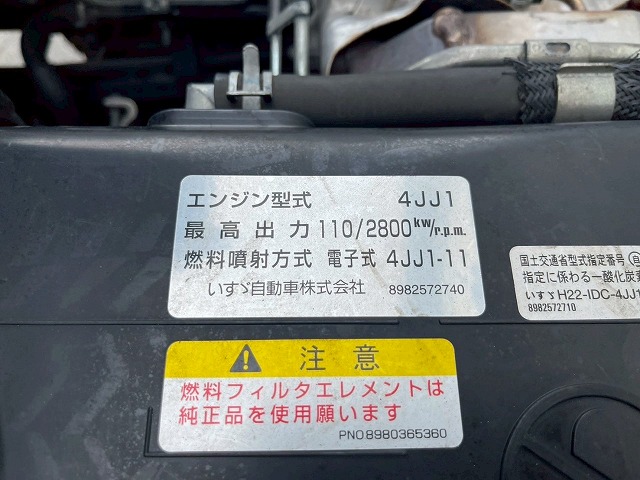 エンジン型式 4JJ1
最高出力 110/2800kw/r.p.m.
燃料噴射方式 電子式 4JJ1-11
いすゞ自動車株式会社 8982572740
国土交通省型式指定番号
指定に係わる一酸化炭素
いすゞ H22-IDC-4JJ1
8982572710
注意
燃料フィルタエレメントは
純正品を使用願います
PNO8980365360